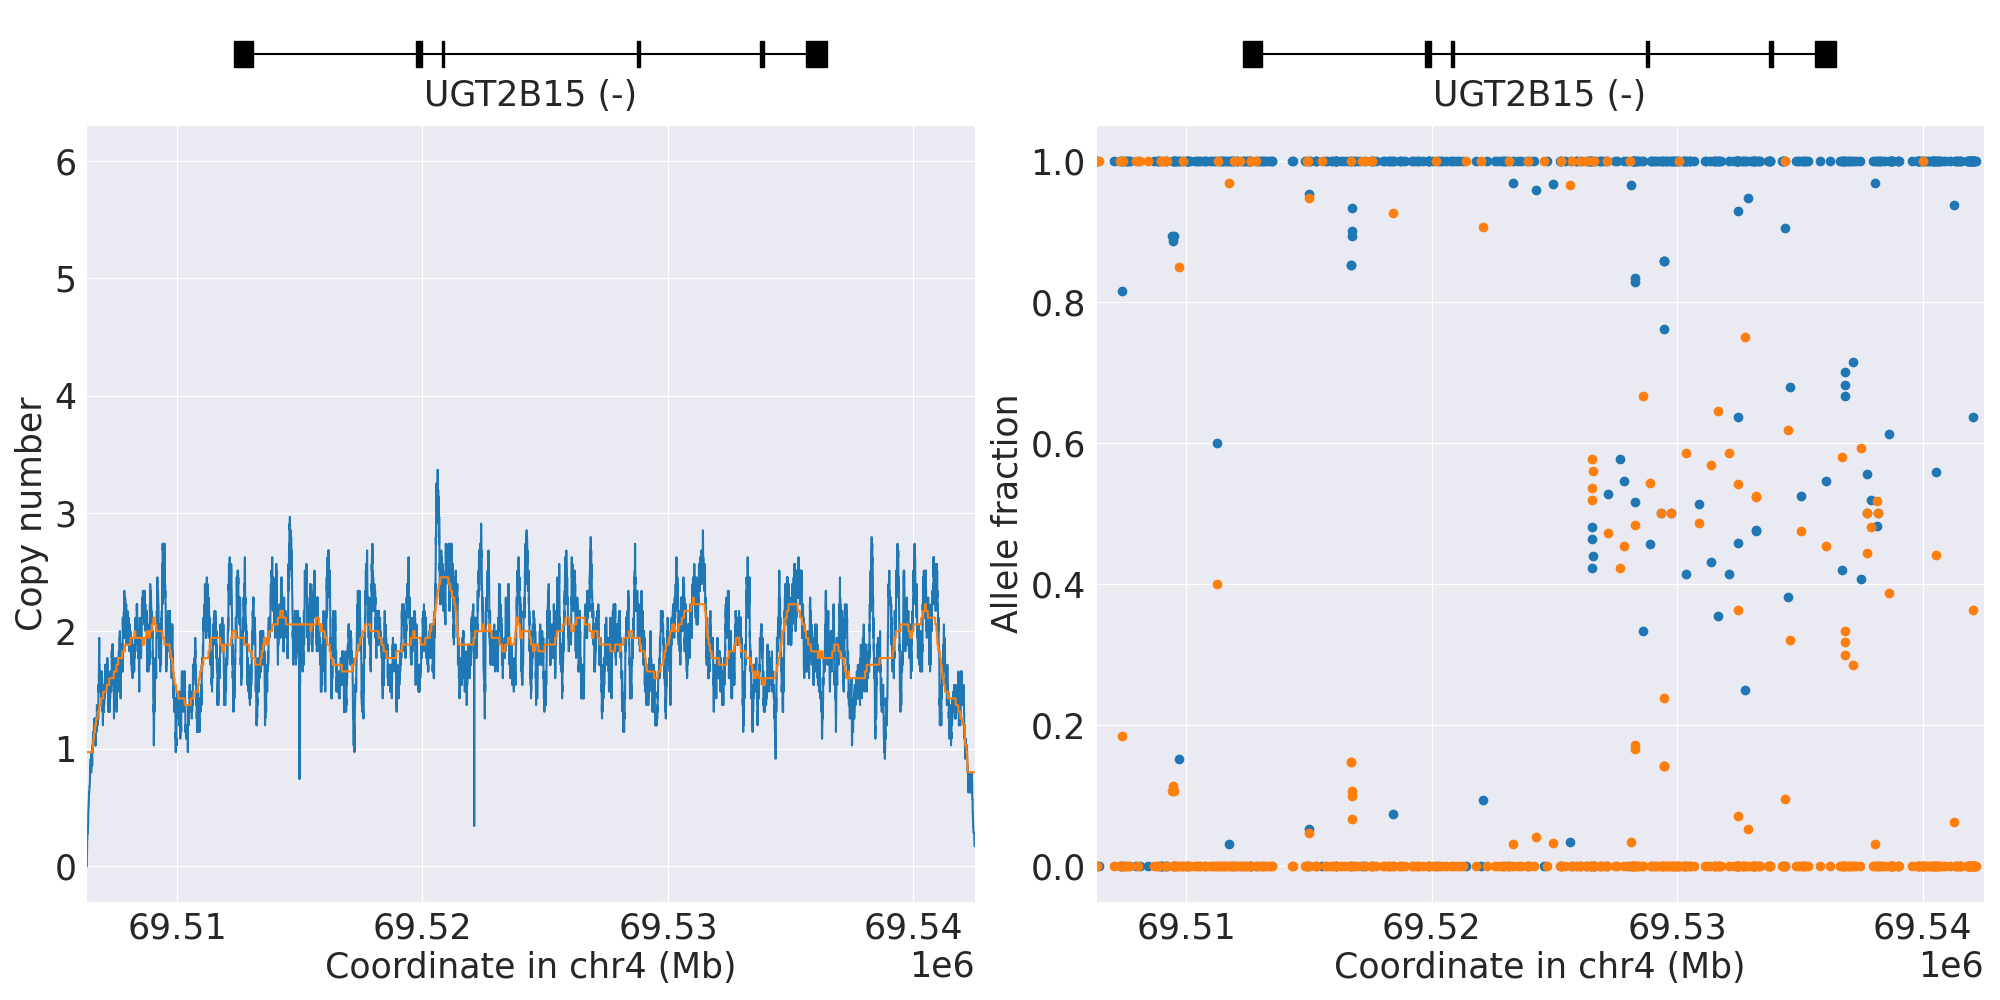 UGT2B15 (-)
6
5
4
3
2
1
0
Copy number
69.51 69.52 69.53 69.54
Coordinate in chr4 (Mb)
1e6
UGT2B15 (-)
1.0
0.8
0.6
0.4
0.2
0.0
Allele fraction
69.51 69.52 69.53 69.54
Coordinate in chr4 (Mb)
1e6